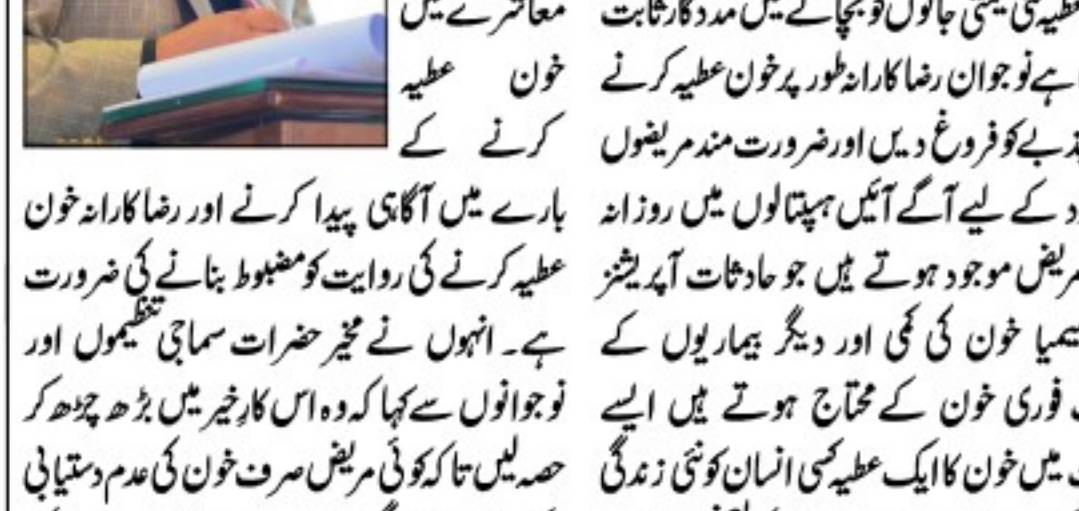 عطیہ کئی قیمتی جانوں کو بچانے میں مددگار ثابت
ہے نوجوان رضاکارانہ طور پر خون عطیہ کرنے
جذبے کو فروغ دیں اور ضرورت مند مریضوں
کے لیے آگے آئیں ہسپتالوں میں روزانہ
مریض موجود ہوتے ہیں جو حادثات آپریشنز
خون کی کمی اور دیگر بیماریوں کے
فوری خون کے محتاج ہوتے ہیں ایسے
میں خون کا ایک عطیہ کسی انسان کو نئی زندگی
معاشرے میں
خون عطیہ
کرنے کے
بارے میں آگاہی پیدا کرنے اور رضاکارانہ خون
عطیہ کرنے کی روایت کو مضبوط بنانے کی ضرورت
ہے۔ انہوں نے مخیر حضرات سماجی تنظیموں اور
نوجوانوں سے کہا کہ وہ اس کارِ خیر میں بڑھ چڑھ کر
حصہ لیں تاکہ کوئی مریض صرف خون کی عدم دستیابی